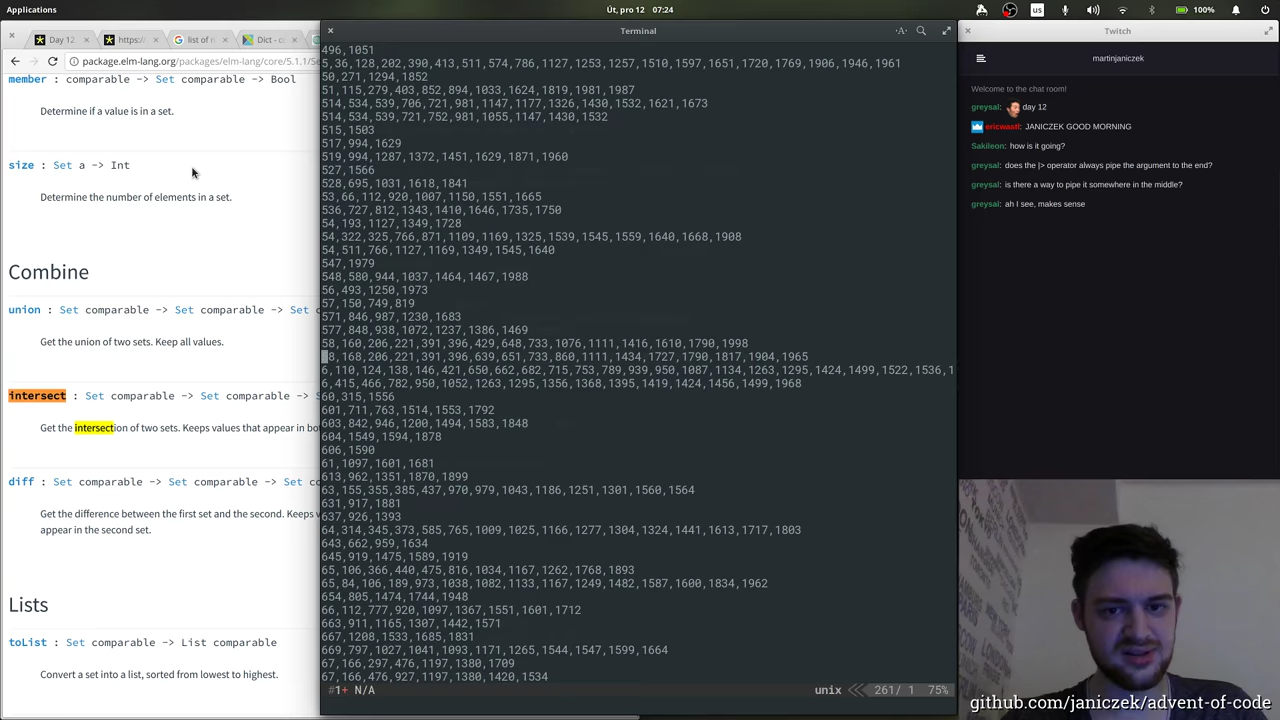 Applications
Út, pro 12 07:24
us
100%
Day 12
https:/
list of n
Dict - co
Terminal
Twitch
package.elm-lang.org/packages/elm-lang/core/5.1.1/Se
member : comparable -> Set comparable -> Bool
Determine if a value is in a set.
size : Set a -> Int
Determine the number of elements in a set.
Combine
union : Set comparable -> Set comparable -> Set c
Get the union of two sets. Keep all values.
intersect : Set comparable -> Set comparable -> S
Get the intersection of two sets. Keeps values that appear in bot
diff : Set comparable -> Set comparable -> Set co
Get the difference between the first set and the second. Keeps v
appear in the second set.
Lists
toList : Set comparable -> List comparable
Convert a set into a list, sorted from lowest to highest.
496,1051
5,36,128,202,390,413,511,574,786,1127,1253,1257,1510,1597,1651,1720,1769,1906,1946,1961
50,271,1294,1852
51,115,279,403,852,894,1033,1624,1819,1981,1987
514,534,539,706,721,981,1147,1177,1326,1430,1532,1621,1673
514,534,539,721,752,981,1055,1147,1430,1532
515,1503
517,994,1629
519,994,1287,1372,1451,1629,1871,1960
527,1566
528,695,1031,1618,1841
53,66,112,920,1007,1150,1551,1665
536,727,812,1343,1410,1646,1735,1750
54,193,1127,1349,1728
54,322,325,766,871,1109,1169,1325,1539,1545,1559,1640,1668,1908
54,511,766,1127,1169,1349,1545,1640
547,1979
548,580,944,1037,1464,1467,1988
56,493,1250,1973
57,150,749,819
571,846,987,1230,1683
577,848,938,1072,1237,1386,1469
58,160,206,221,391,396,429,648,733,1076,1111,1416,1610,1790,1998
8,168,206,221,391,396,639,651,733,860,1111,1434,1727,1790,1817,1904,1965
6,110,124,138,146,421,650,662,682,715,753,789,939,950,1087,1134,1263,1295,1424,1499,1522,1536,1
6,415,466,782,950,1052,1263,1295,1356,1368,1395,1419,1424,1456,1499,1968
60,315,1556
601,711,763,1514,1553,1792
603,842,946,1200,1494,1583,1848
604,1549,1594,1878
606,1590
61,1097,1601,1681
613,962,1351,1870,1899
63,155,355,385,437,970,979,1043,1186,1251,1301,1560,1564
631,917,1881
637,926,1393
64,314,345,373,585,765,1009,1025,1166,1277,1304,1324,1441,1613,1717,1803
643,662,959,1634
645,919,1475,1589,1919
65,106,366,440,475,816,1034,1167,1262,1768,1893
65,84,106,189,973,1038,1082,1133,1167,1249,1482,1587,1600,1834,1962
654,805,1474,1744,1948
66,112,777,920,1097,1367,1551,1601,1712
663,911,1165,1307,1442,1571
667,1208,1533,1685,1831
669,797,1027,1041,1093,1171,1265,1544,1547,1599,1664
67,166,297,476,1197,1380,1709
67,166,476,927,1197,1380,1420,1534
#1+ N/A
unix
261/ 1
75%
martinjaniczek
Welcome to the chat room!
greysal: day 12
ericwastl: JANICZEK GOOD MORNING
Sakileon: how is it going?
greysal: does the |> operator always pipe the argument to the end?
greysal: is there a way to pipe it somewhere in the middle?
greysal: ah I see, makes sense
github.com/janiczek/advent-of-code